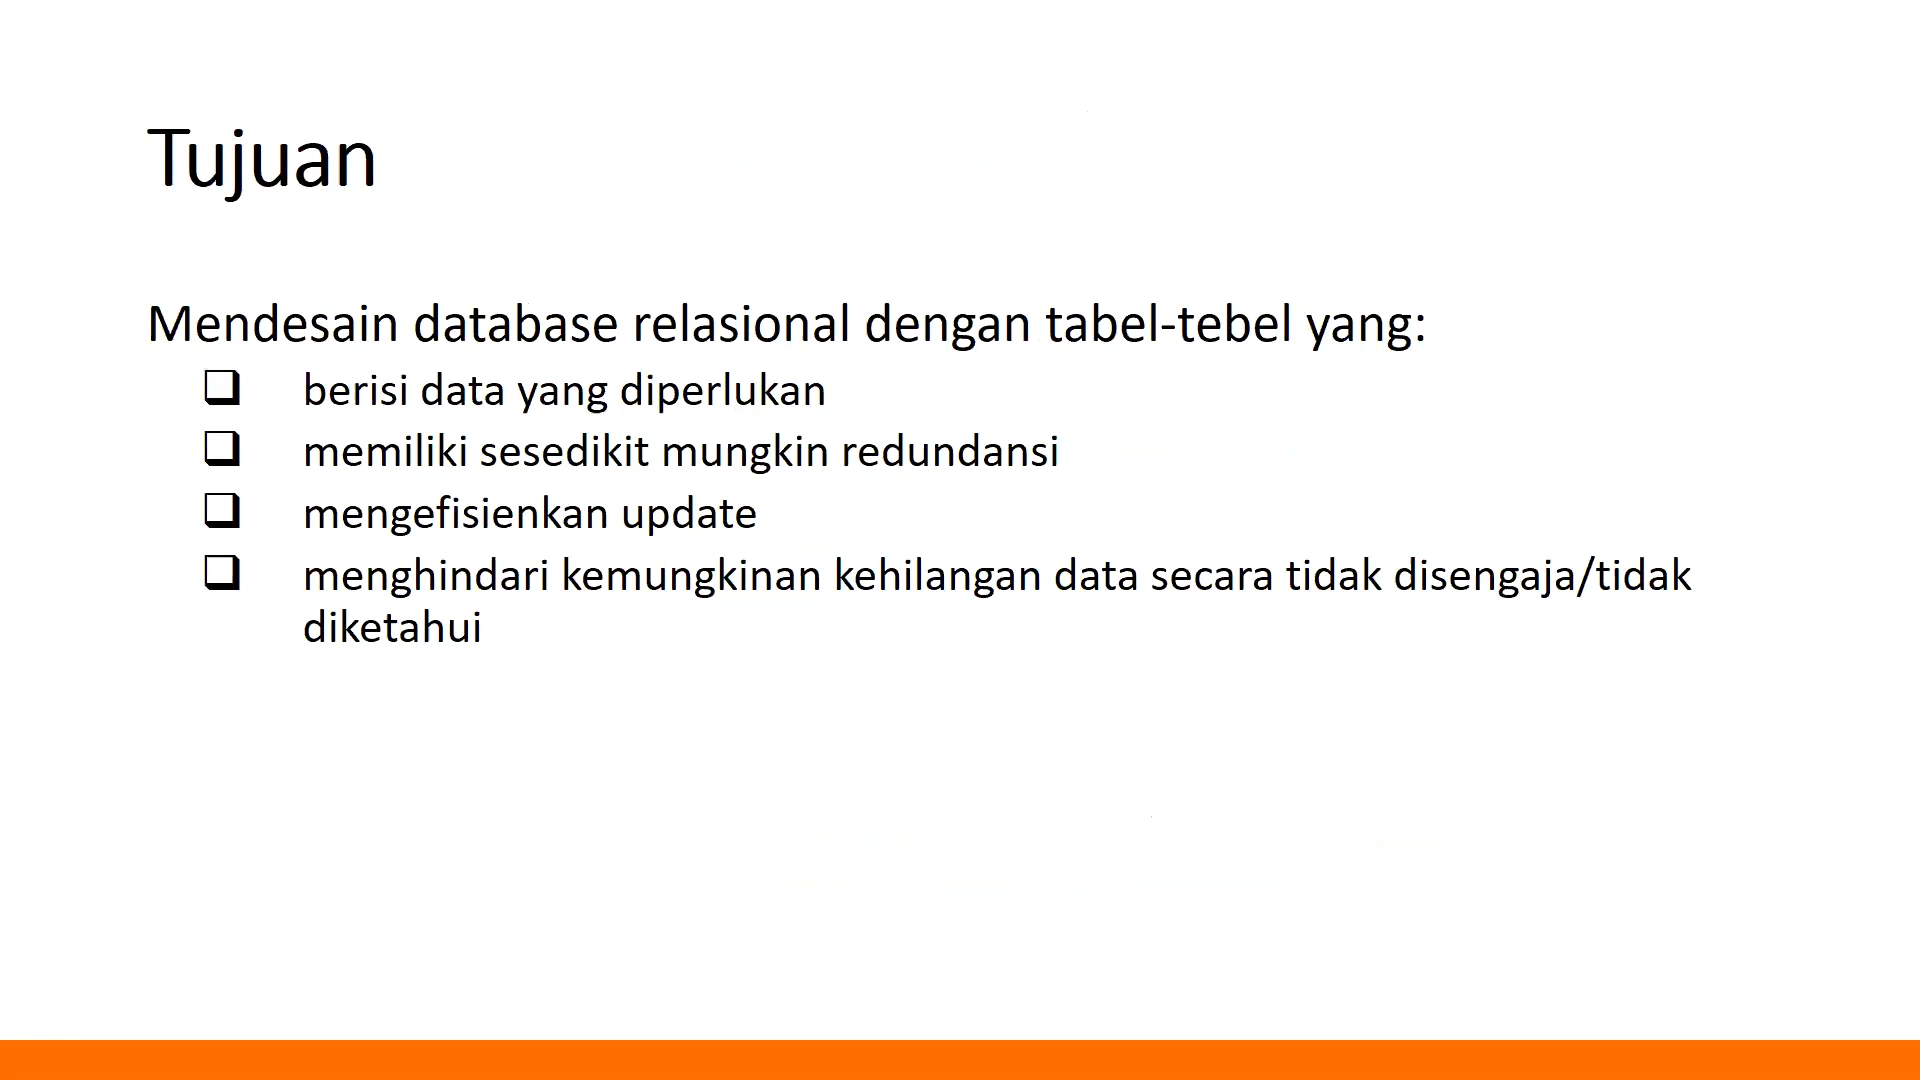 Tujuan
Mendesain database relasional dengan tabel-tebel yang:
berisi data yang diperlukan
memiliki sesedikit mungkin redundansi
mengefisienkan update
menghindari kemungkinan kehilangan data secara tidak disengaja/tidak
diketahui